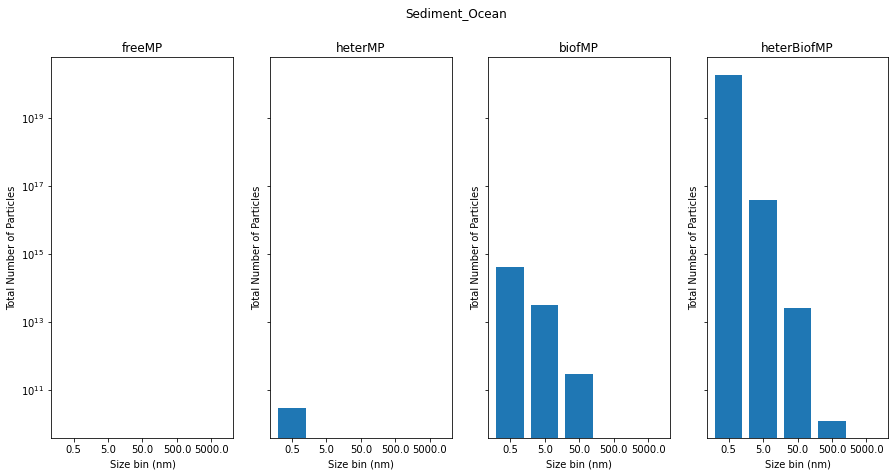 Sediment_Ocean
freeMP
heterMP
biofMP
heterBiofMP
10^19
10^17
10^15
10^13
10^11
Total Number of Particles
Total Number of Particles
Total Number of Particles
Total Number of Particles
0.5 5.0 50.0 500.0 5000.0
0.5 5.0 50.0 500.0 5000.0
0.5 5.0 50.0 500.0 5000.0
0.5 5.0 50.0 500.0 5000.0
Size bin (nm)
Size bin (nm)
Size bin (nm)
Size bin (nm)